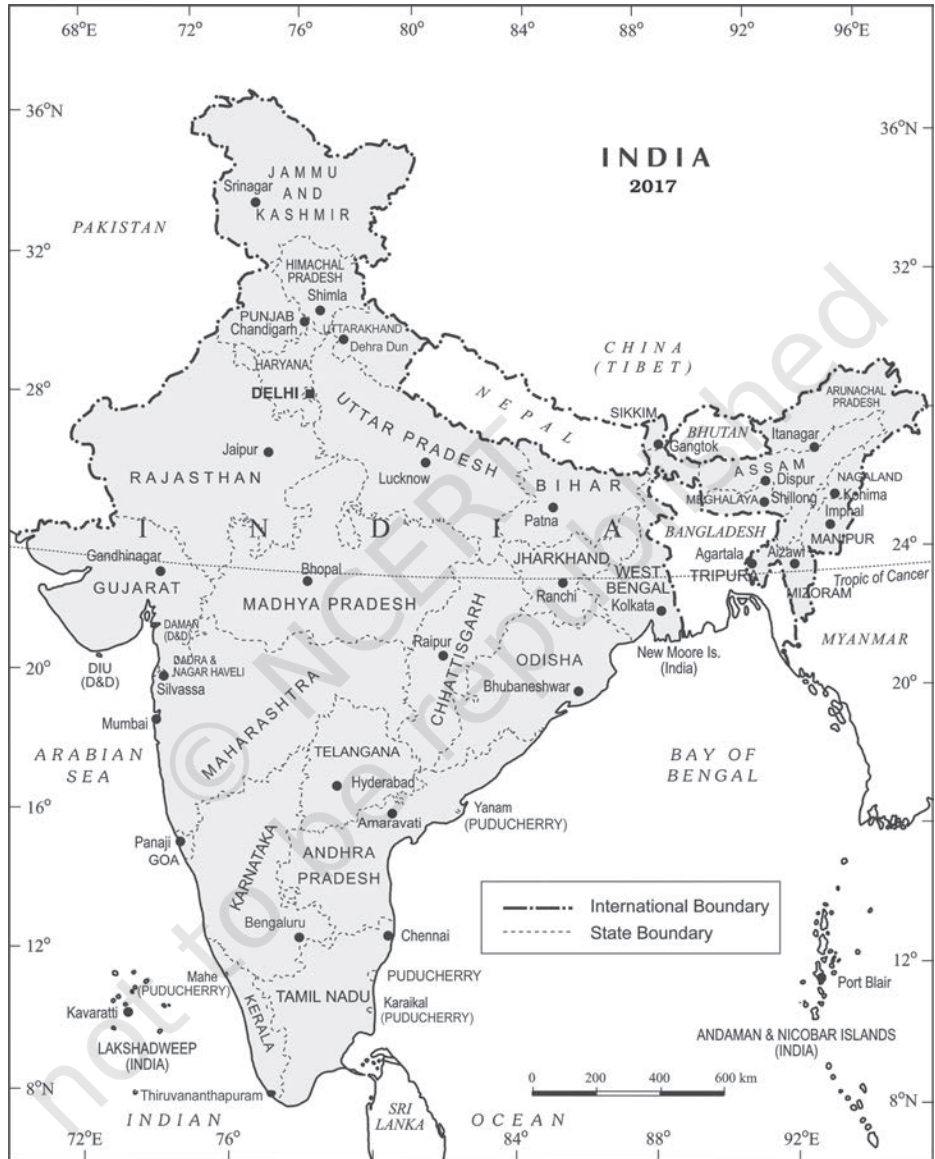 68°E 72° 76° 80° 84° 88° 92° 96°E
36°N
36°N
INDIA
2017
JAMMU
AND
KASHMIR
Srinagar
PAKISTAN
32°
32°
HIMACHAL
PRADESH
Shimla
PUNJAB
Chandigarh
UTTARAKHAND
Dehra Dun
CHINA
(TIBET)
HARYANA
28°
28°
DELHI
NEPAL
ARUNACHAL
PRADESH
SIKKIM
Gangtok
BHUTAN
Itanagar
UTTAR PRADESH
Jaipur
RAJASTHAN
Lucknow
BIHAR
Patna
ASSAM
Dispur
NAGALAND
MEGHALAYA
Shillong
Kohima
Imphal
MANIPUR
INDIA
BANGLADESH
24°
24°
Gandhinagar
GUJARAT
Bhopal
MADHYA PRADESH
JHARKHAND
Ranchi
WEST
BENGAL
Kolkata
Agartala
TRIPURA
Aizawl
MIZORAM
Tropic of Cancer
MYANMAR
DAMAN
(D&D)
DIU
(D&D)
DADRA &
NAGAR HAVELI
Silvassa
Raipur
CHHATTISGARH
ODISHA
Bhubaneshwar
New Moore Is.
(India)
20°
20°
Mumbai
MAHARASHTRA
ARABIAN
SEA
BAY OF
BENGAL
TELANGANA
Hyderabad
16°
16°
Amaravati
Yanam
(PUDUCHERRY)
Panaji
GOA
KARNATAKA
ANDHRA
PRADESH
International Boundary
State Boundary
Bengaluru
Chennai
12°
12°
Mahe
(PUDUCHERRY)
PUDUCHERRY
TAMIL NADU
Karaikal
(PUDUCHERRY)
KERALA
Kavaratti
LAKSHADWEEP
(INDIA)
Port Blair
ANDAMAN & NICOBAR ISLANDS
(INDIA)
0 200 400 600 km
8°N
8°N
Thiruvananthapuram
INDIAN OCEAN
SRI
LANKA
72°E 76° 84° 88° 92°E
© NCERT
not to be republished